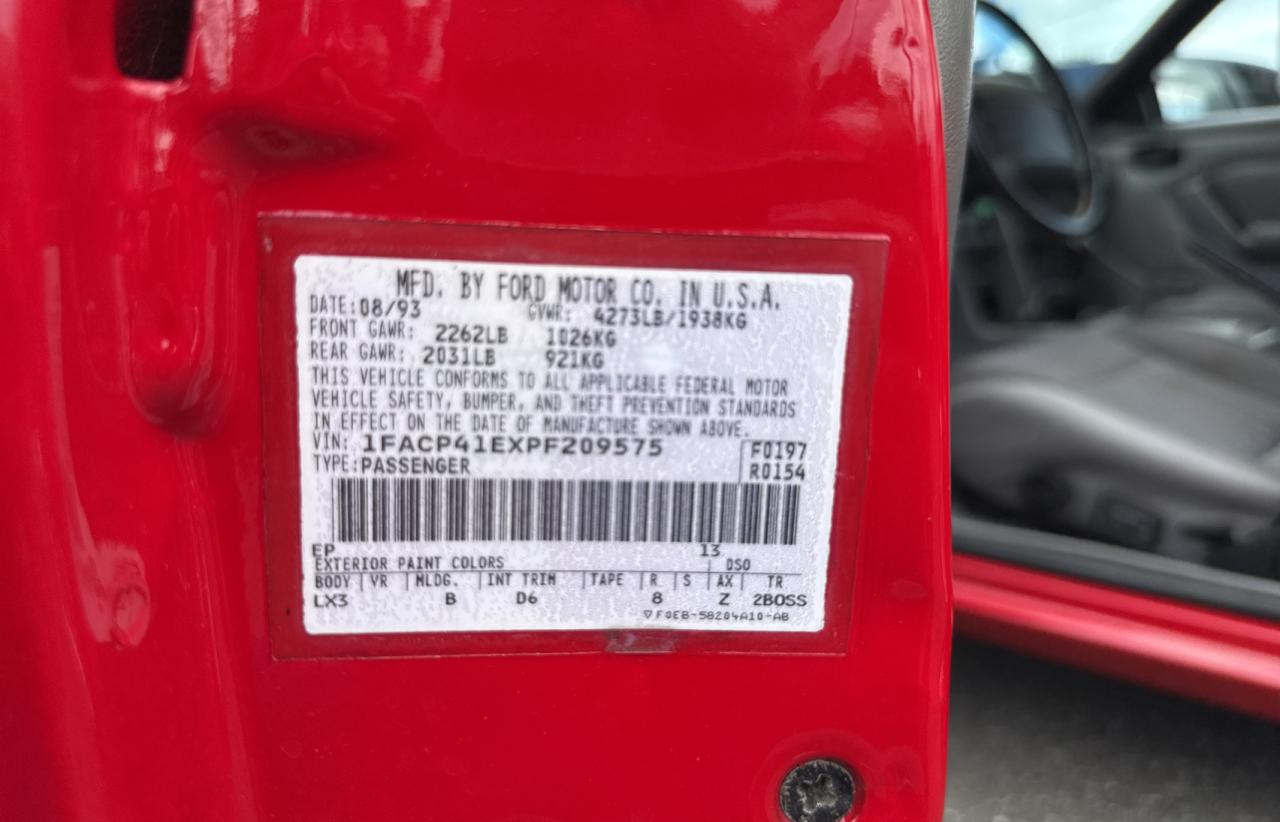 MFD. BY FORD MOTOR CO. IN U.S.A.
DATE:08/93 GVWR: 4273LB/1938KG
FRONT GAWR: 2262LB 1026KG
REAR GAWR: 2031LB 921KG
THIS VEHICLE CONFORMS TO ALL APPLICABLE FEDERAL MOTOR
VEHICLE SAFETY, BUMPER, AND THEFT PREVENTION STANDARDS
IN EFFECT ON THE DATE OF MANUFACTURE SHOWN ABOVE.
VIN: 1FACP41EXPF209575 F0197
TYPE:PASSENGER R0154
EP 13
EXTERIOR PAINT COLORS DSO
BODY VR MLDG. INT TRIM TAPE R S AX TR
LX3 B D6 8 Z 2BOSS
▽F0EB-58204A10-AB